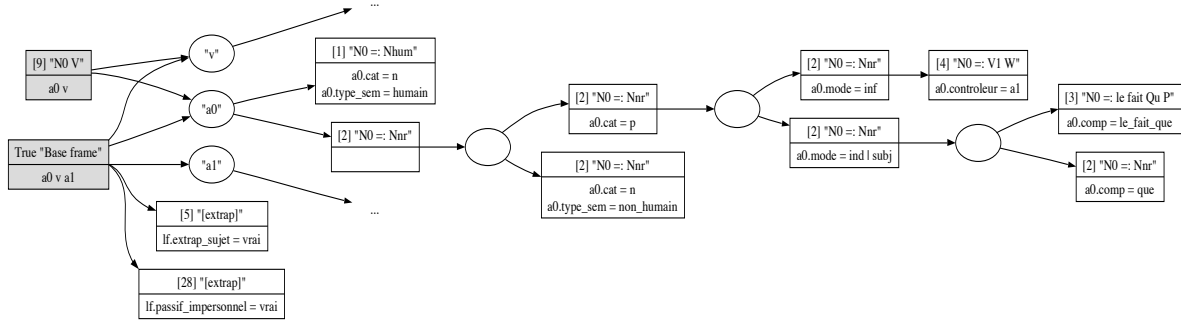 ...
[9] "N0 V"
a0 v
"v"
[1] "N0 =: Nhum"
a0.cat = n
a0.type_sem = humain
"a0"
[2] "N0 =: Nnr"
True "Base frame"
a0 v a1
"a1"
...
[5] "[extrap]"
lf.extrap_sujet = vrai
[28] "[extrap]"
lf.passif_impersonnel = vrai
[2] "N0 =: Nnr"
a0.cat = p
[2] "N0 =: Nnr"
a0.cat = n
a0.type_sem = non_humain
[2] "N0 =: Nnr"
a0.mode = inf
[4] "N0 =: V1 W"
a0.controleur = a1
[2] "N0 =: Nnr"
a0.mode = ind | subj
[3] "N0 =: le fait Qu P"
a0.comp = le_fait_que
[2] "N0 =: Nnr"
a0.comp = que